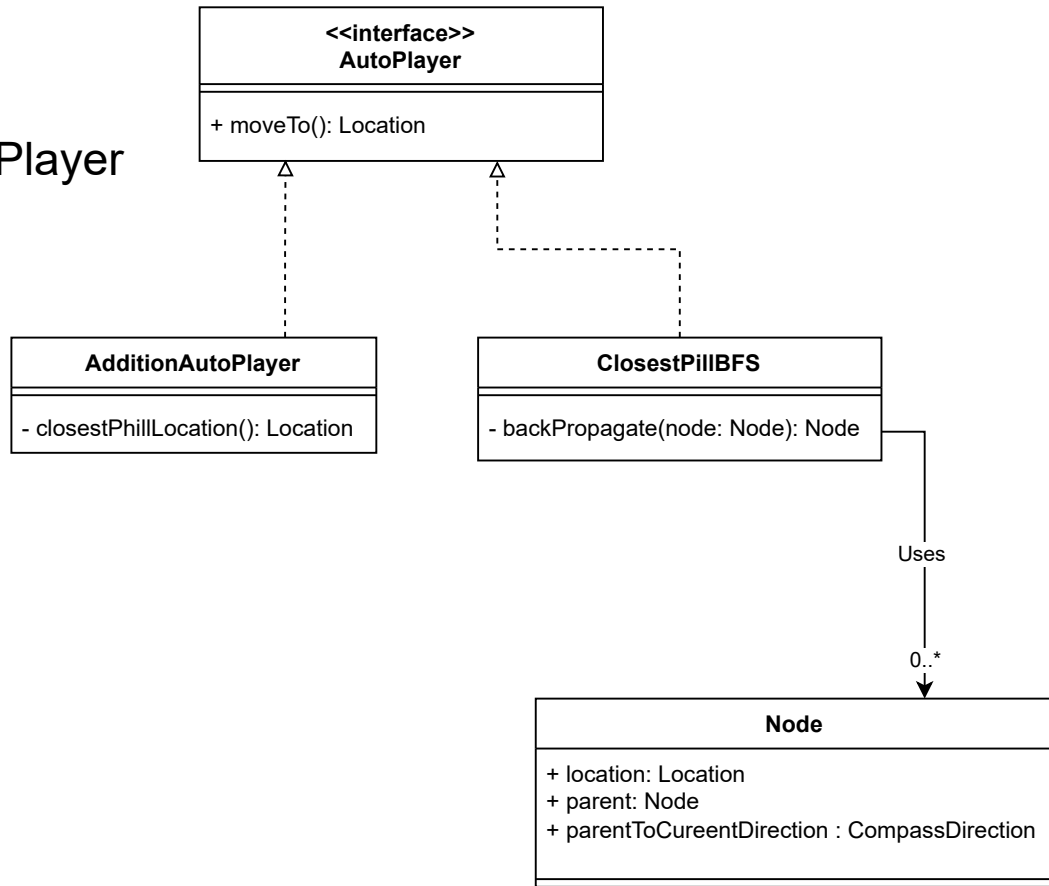 <<interface>>
AutoPlayer
+ moveTo(): Location
Player
AdditionAutoPlayer
- closestPhillLocation(): Location
ClosestPillBFS
- backPropagate(node: Node): Node
Uses
0..*
Node
+ location: Location
+ parent: Node
+ parentToCureentDirection : CompassDirection